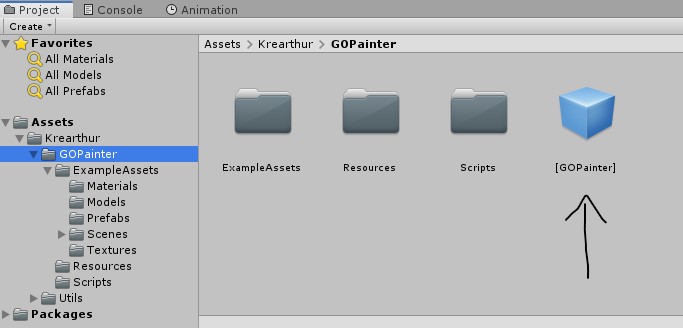 Project
Console
Animation
Create
Favorites
All Materials
All Models
All Prefabs
Assets
Krearthur
GOPainter
ExampleAssets
Materials
Models
Prefabs
Scenes
Textures
Resources
Scripts
Utils
Packages
Assets > Krearthur > GOPainter
ExampleAssets
Resources
Scripts
[GOPainter]